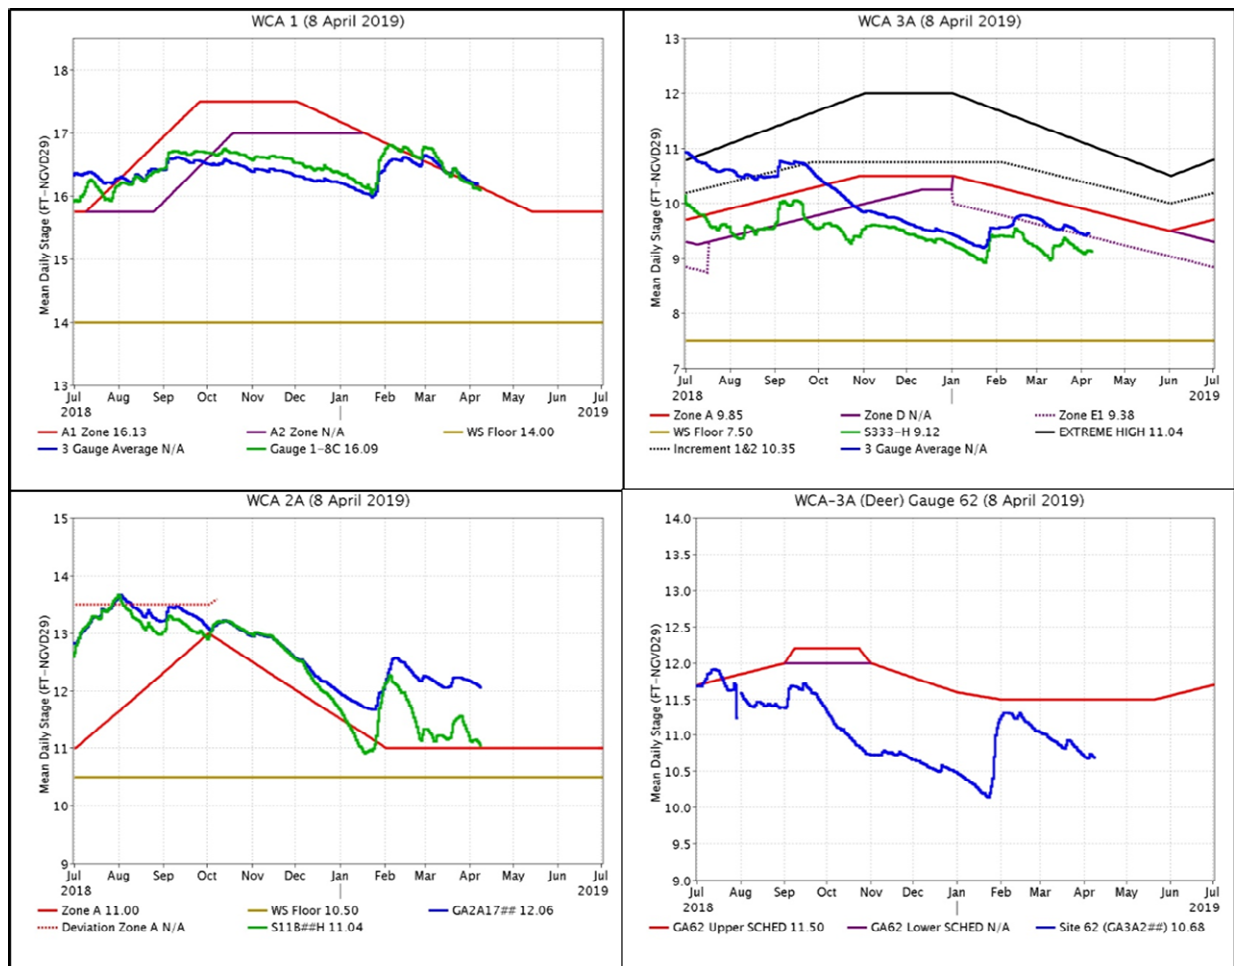 WCA 1 (8 April 2019)
Mean Daily Stage (FT-NGVD29)
18
17
16
15
14
13
Jul Aug Sep Oct Nov Dec Jan Feb Mar Apr May Jun Jul
2018 2019
A1 Zone 16.13 A2 Zone N/A WS Floor 14.00
3 Gauge Average N/A Gauge 1-8C 16.09
WCA 3A (8 April 2019)
Mean Daily Stage (FT-NGVD29)
13
12
11
10
9
8
7
Jul Aug Sep Oct Nov Dec Jan Feb Mar Apr May Jun Jul
2018 2019
Zone A 9.85 Zone D N/A Zone E1 9.38
WS Floor 7.50 S333-H 9.12 EXTREME HIGH 11.04
Increment 1&2 10.35 3 Gauge Average N/A
WCA 2A (8 April 2019)
Mean Daily Stage (FT-NGVD29)
15
14
13
12
11
10
9
Jul Aug Sep Oct Nov Dec Jan Feb Mar Apr May Jun Jul
2018 2019
Zone A 11.00 WS Floor 10.50 GA2A17## 12.06
Deviation Zone A N/A S11B##H 11.04
WCA-3A (Deer) Gauge 62 (8 April 2019)
Mean Daily Stage (FT-NGVD29)
14.0
13.5
13.0
12.5
12.0
11.5
11.0
10.5
10.0
9.5
9.0
Jul Aug Sep Oct Nov Dec Jan Feb Mar Apr May Jun Jul
2018 2019
GA62 Upper SCHED 11.50 GA62 Lower SCHED N/A Site 62 (GA3A2##) 10.68